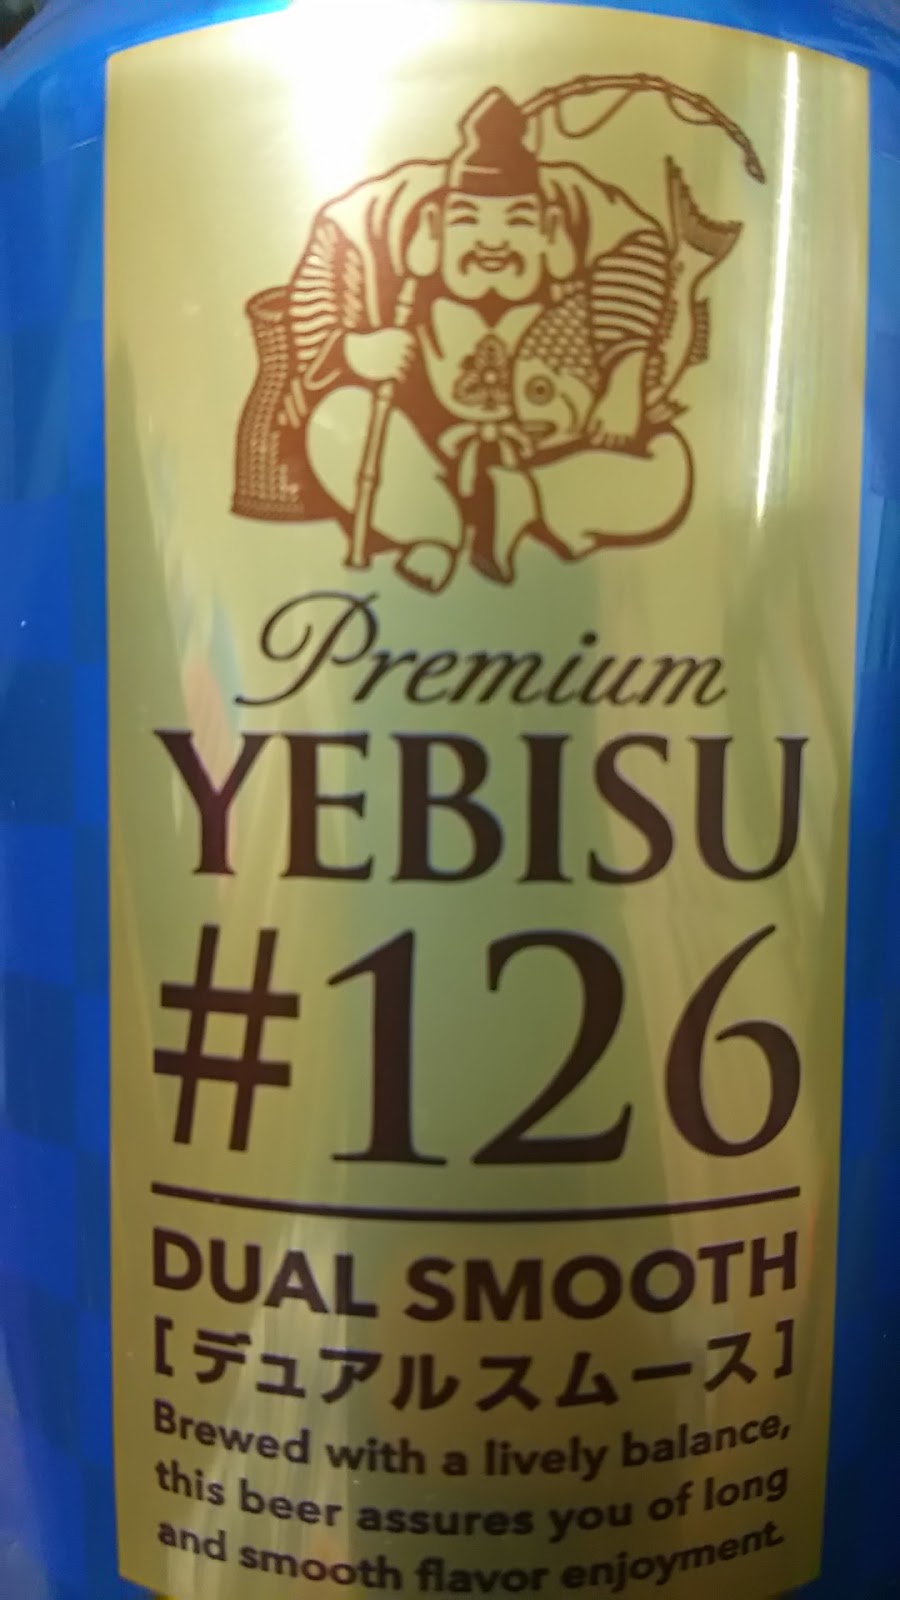 Premium
YEBISU
#126
DUAL SMOOTH
[デュアルスムース]
Brewed with a lively balance,
this beer assures you of long
and smooth flavor enjoyment.